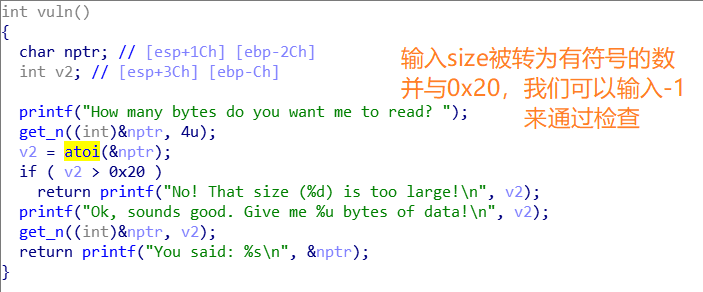 int vuln()
{
char nptr; // [esp+1Ch] [ebp-2Ch]
int v2; // [esp+3Ch] [ebp-Ch]
printf("How many bytes do you want me to read? ");
get_n((int)&nptr, 4u);
v2 = atoi(&nptr);
if ( v2 > 0x20 )
return printf("No! That size (%d) is too large!\n", v2);
printf("Ok, sounds good. Give me %u bytes of data!\n", v2);
get_n((int)&nptr, v2);
return printf("You said: %s\n", &nptr);
}
输入size被转为有符号的数
并与0x20，我们可以输入-1
来通过检查